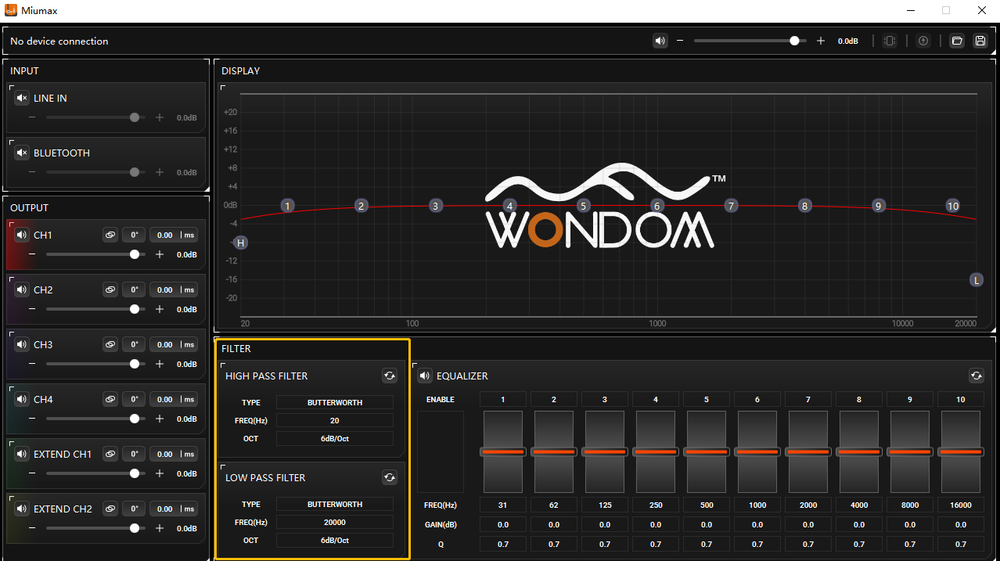 Miumax
No device connection
0.0dB
INPUT
LINE IN
0.0dB
BLUETOOTH
0.0dB
OUTPUT
CH1 0° 0.00 | ms
0.0dB
CH2 0° 0.00 | ms
0.0dB
CH3 0° 0.00 | ms
0.0dB
CH4 0° 0.00 | ms
0.0dB
EXTEND CH1 0° 0.00 | ms
0.0dB
EXTEND CH2 0° 0.00 | ms
0.0dB
DISPLAY
+20
+16
+12
+8
+4
0dB
-4
-12
-16
-20
1 2 3 4 5 6 7 8 9 10
H
L
TM
WONDOM
20 100 1000 10000 20000
FILTER
HIGH PASS FILTER
TYPE BUTTERWORTH
FREQ(Hz) 20
OCT 6dB/Oct
LOW PASS FILTER
TYPE BUTTERWORTH
FREQ(Hz) 20000
OCT 6dB/Oct
EQUALIZER
ENABLE 1 2 3 4 5 6 7 8 9 10
FREQ(Hz) 31 62 125 250 500 1000 2000 4000 8000 16000
GAIN(dB) 0.0 0.0 0.0 0.0 0.0 0.0 0.0 0.0 0.0 0.0
Q 0.7 0.7 0.7 0.7 0.7 0.7 0.7 0.7 0.7 0.7